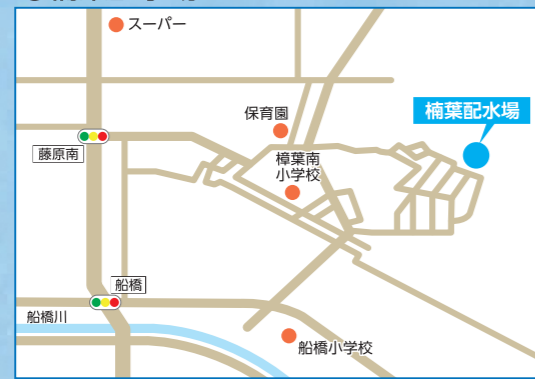 スーパー
保育園
楠葉配水場
藤原南
樟葉南
小学校
船橋
船橋川
船橋小学校